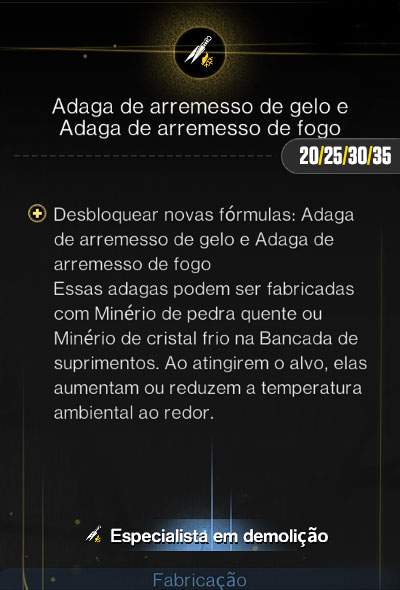 Adaga de arremesso de gelo e
Adaga de arremesso de fogo
20/25/30/35
Desbloquear novas fórmulas: Adaga
de arremesso de gelo e Adaga de
arremesso de fogo
Essas adagas podem ser fabricadas
com Minério de pedra quente ou
Minério de cristal frio na Bancada de
suprimentos. Ao atingirem o alvo, elas
aumentam ou reduzem a temperatura
ambiental ao redor.
Especialista em demolição
Fabricação